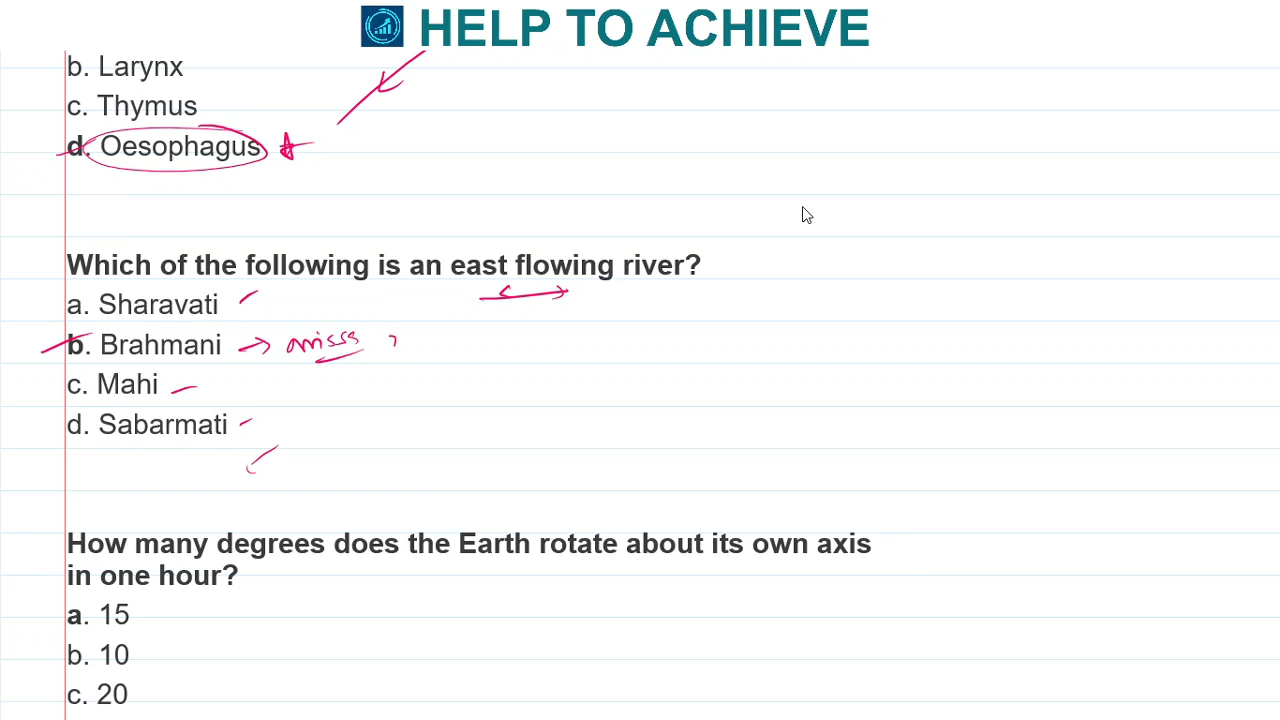 HELP TO ACHIEVE
b. Larynx
c. Thymus
d. Oesophagus
Which of the following is an east flowing river?
a. Sharavati
b. Brahmani → orissa
c. Mahi
d. Sabarmati
How many degrees does the Earth rotate about its own axis
in one hour?
a. 15
b. 10
c. 20